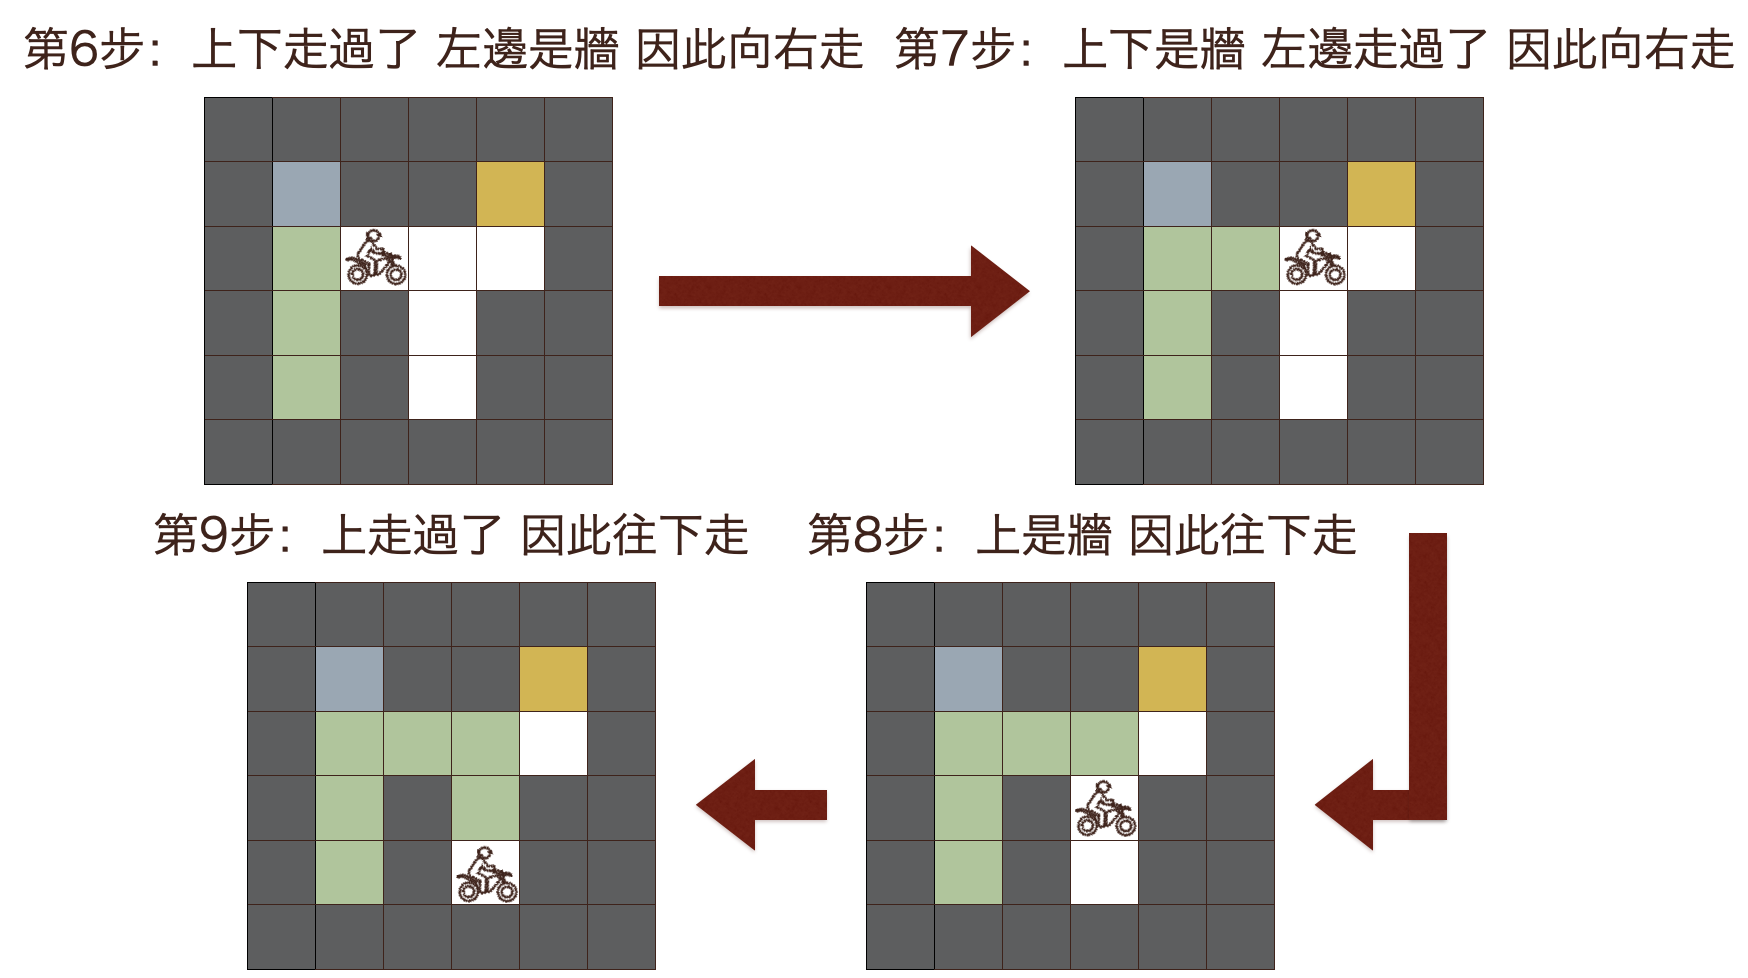 第6步：上下走過了 左邊是牆 因此向右走
第7步：上下是牆 左邊走過了 因此向右走
第9步：上走過了 因此往下走
第8步：上是牆 因此往下走